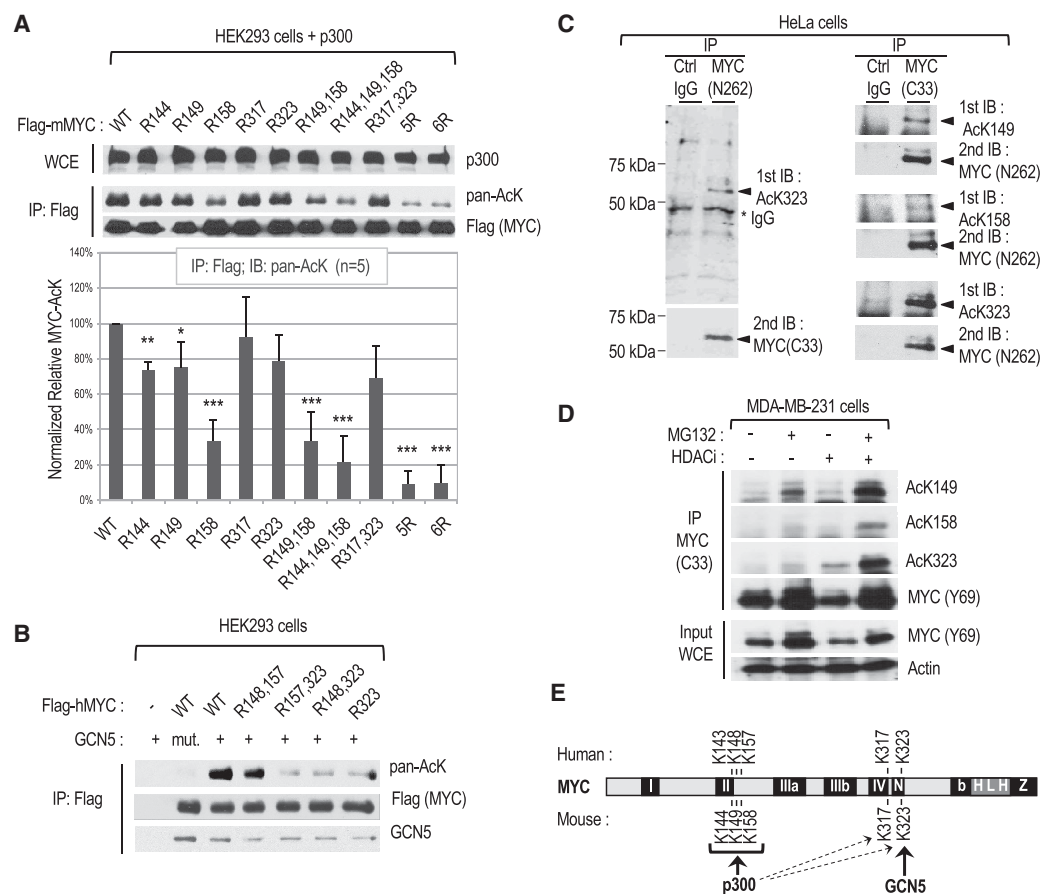 A
HEK293 cells + p300
Flag-mMYC : WT R144 R149 R158 R317 R323 R149,158 R144,149,158 R317,323 5R 6R
WCE p300
IP: Flag pan-AcK
Flag (MYC)
Normalized Relative MYC-AcK
IP: Flag; IB: pan-AcK (n=5)
140%
120%
100%
80%
60%
40%
20%
0%
** * *** *** *** *** ***
WT R144 R149 R158 R317 R323 R149,158 R144,149,158 R317,323 5R 6R
B
HEK293 cells
Flag-hMYC : - WT WT R148,157 R157,323 R148,323 R323
GCN5 : + mut. + + + + +
IP: Flag
pan-AcK
Flag (MYC)
GCN5
C
HeLa cells
IP
Ctrl IgG
MYC (N262)
75 kDa
50 kDa
1st IB :
AcK323
* IgG
75 kDa
50 kDa
2nd IB :
MYC(C33)
IP
Ctrl IgG
MYC (C33)
1st IB :
AcK149
2nd IB :
MYC (N262)
1st IB :
AcK158
2nd IB :
MYC (N262)
1st IB :
AcK323
2nd IB :
MYC (N262)
D
MDA-MB-231 cells
MG132 : - + - +
HDACi : - - + +
IP
MYC
(C33)
AcK149
AcK158
AcK323
MYC (Y69)
Input
WCE
MYC (Y69)
Actin
E
Human : K143 K148 K157 K317 K323
MYC I II IIIa IIIb IV N b H L H Z
Mouse : K144 K149 K158 K317 K323
p300 GCN5